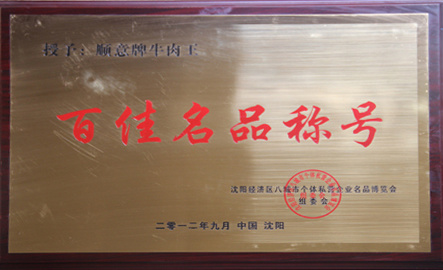 授予：顺意牌牛肉王
百佳名品称号
沈阳经济区八城市个体私营企业名品博览会
组委会
二零一二年九月 中国 沈阳